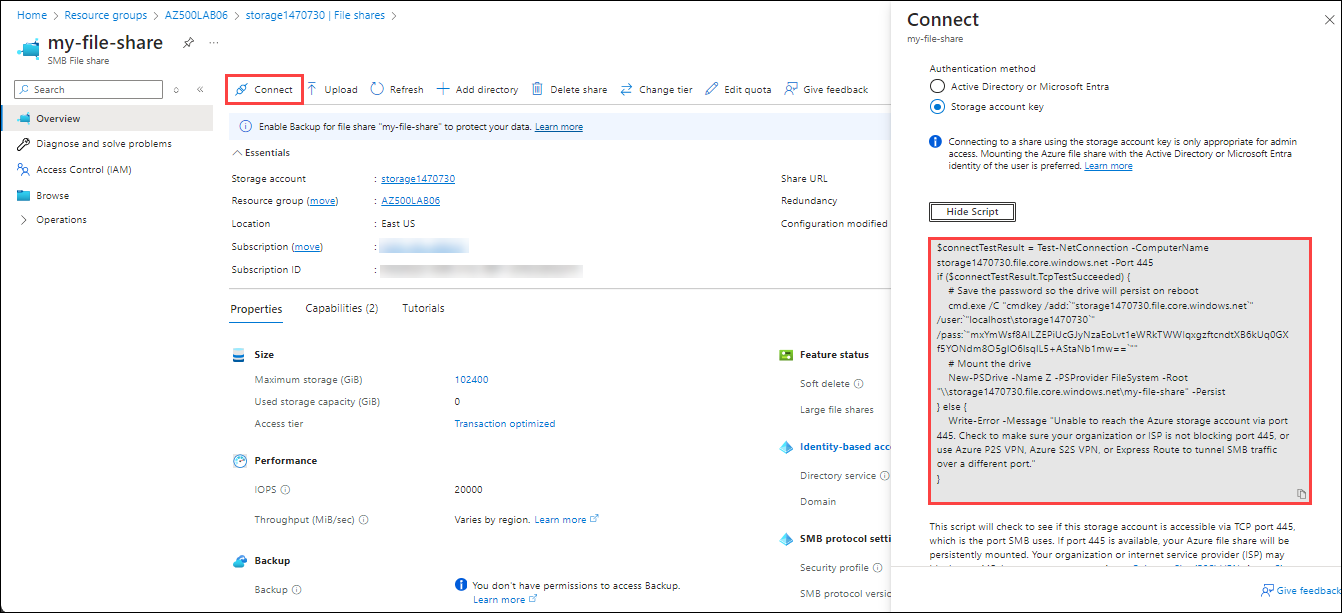 Home > Resource groups > AZ500LAB06 > storage1470730 | File shares >
my-file-share
SMB File share
Search
Overview
Diagnose and solve problems
Access Control (IAM)
Browse
Operations
Connect Upload Refresh Add directory Delete share Change tier Edit quota Give feedback
Enable Backup for file share "my-file-share" to protect your data. Learn more
Essentials
Storage account : storage1470730
Resource group (move) : AZ500LAB06
Location : East US
Subscription (move) :
Subscription ID :
Share URL
Redundancy
Configuration modified
Properties Capabilities (2) Tutorials
Size
Maximum storage (GiB) 102400
Used storage capacity (GiB) 0
Access tier Transaction optimized
Performance
IOPS 20000
Throughput (MiB/sec) Varies by region. Learn more
Backup
Backup You don't have permissions to access Backup.
Learn more
Feature status
Soft delete
Large file shares
Identity-based acc
Directory service
Domain
SMB protocol setti
Security profile
SMB protocol versio
Connect
my-file-share
Authentication method
Active Directory or Microsoft Entra
Storage account key
Connecting to a share using the storage account key is only appropriate for admin
access. Mounting the Azure file share with the Active Directory or Microsoft Entra
identity of the user is preferred. Learn more
Hide Script
$connectTestResult = Test-NetConnection -ComputerName
storage1470730.file.core.windows.net -Port 445
if ($connectTestResult.TcpTestSucceeded) {
# Save the password so the drive will persist on reboot
cmd.exe /C "cmdkey /add:`"storage1470730.file.core.windows.net`"
/user:`"localhost\storage1470730`"
/pass:`"
# Mount the drive
New-PSDrive -Name Z -PSProvider FileSystem -Root
"\\storage1470730.file.core.windows.net\my-file-share" -Persist
} else {
Write-Error -Message "Unable to reach the Azure storage account via port
445. Check to make sure your organization or ISP is not blocking port 445, or
use Azure P2S VPN, Azure S2S VPN, or Express Route to tunnel SMB traffic
over a different port."
}
This script will check to see if this storage account is accessible via TCP port 445,
which is the port SMB uses. If port 445 is available, your Azure file share will be
persistently mounted. Your organization or internet service provider (ISP) may
Give feedback